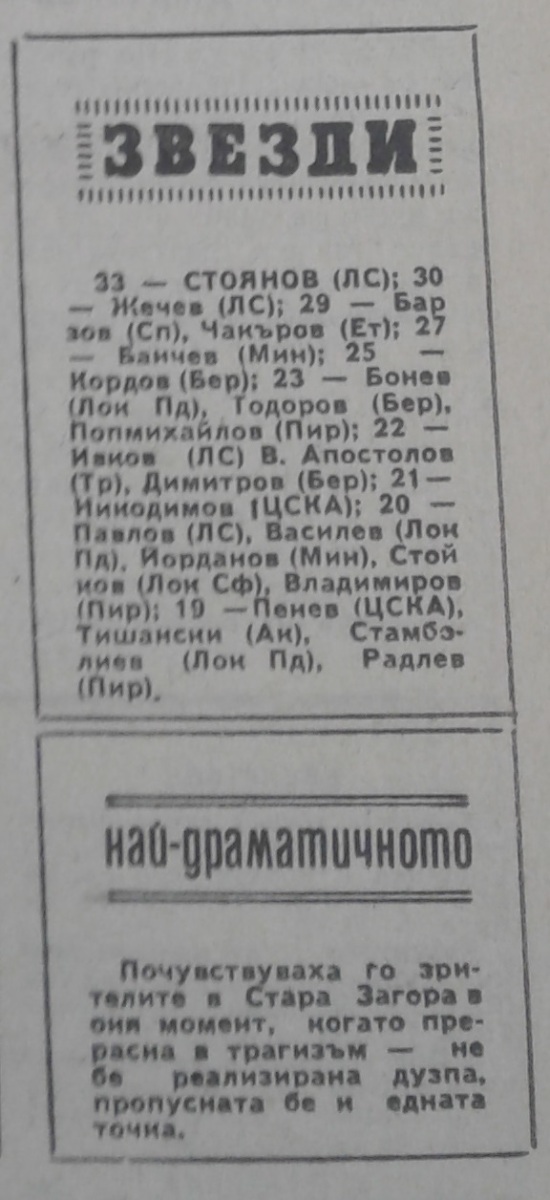 ЗВЕЗДИ
33 — СТОЯНОВ (ЛС); 30
— Жечев (ЛС); 29 — Бар
зов (Сп), Чакъров (Ет); 27
— Банчев (Мин); 25 —
Кордов (Бер); 23 — Бонев
(Лок Пд), Тодоров (Бер),
Попмихайлов (Пир); 22 —
Ивков (ЛС) В. Апостолов
(Тр), Димитров (Бер); 21 —
Никодимов (ЦСКА); 20 —
Павлов (ЛС), Василев (Лок
Пд), Йорданов (Мин), Стой
ков (Лок Сф), Владимиров
(Пир); 19 — Пенев (ЦСКА),
Тишански (Ак), Стамбо-
лиев (Лок Пд), Радлев
(Пир).
най-драматичното
Почувствуваха го зри-
телите в Стара Загора в
оня момент, когато пре-
расна в трагизъм — не
бе реализирана дузпа,
пропусната бе и едната
точка.